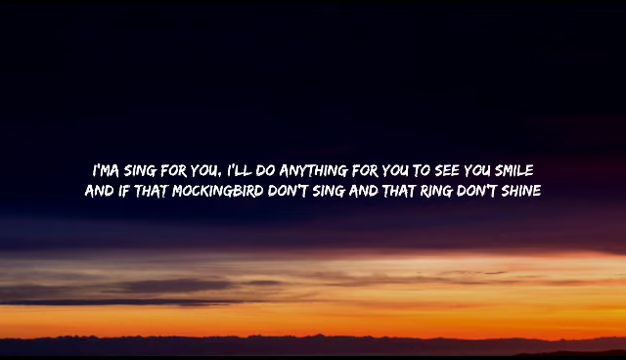 I'MA SING FOR YOU, I'LL DO ANYTHING FOR YOU TO SEE YOU SMILE
AND IF THAT MOCKINGBIRD DON'T SING AND THAT RING DON'T SHINE